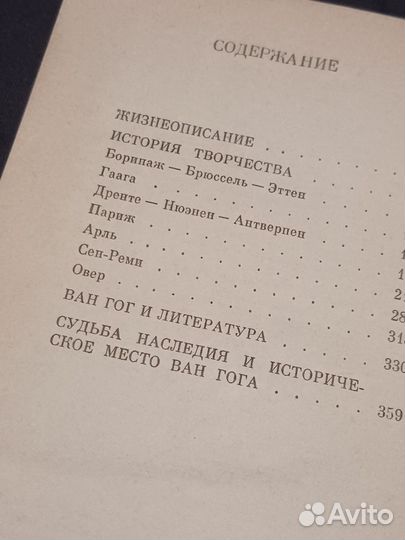 СОДЕРЖАНИЕ
ЖИЗНЕОПИСАНИЕ . . . . .
ИСТОРИЯ ТВОРЧЕСТВА . . . .
Боринаж — Брюссель — Эттен . . .
Гаага . . . . . . . .
Дренте — Нюэнен — Антверпен . . .
Париж . . . . . . . .
Арль . . . . . . . .
Сен-Реми . . . . . . .
Овер . . . . . . . .
ВАН ГОГ И ЛИТЕРАТУРА . . . .
СУДЬБА НАСЛЕДИЯ И ИСТОРИЧЕ- 330
СКОЕ МЕСТО ВАН ГОГА . . . . 359
Avito